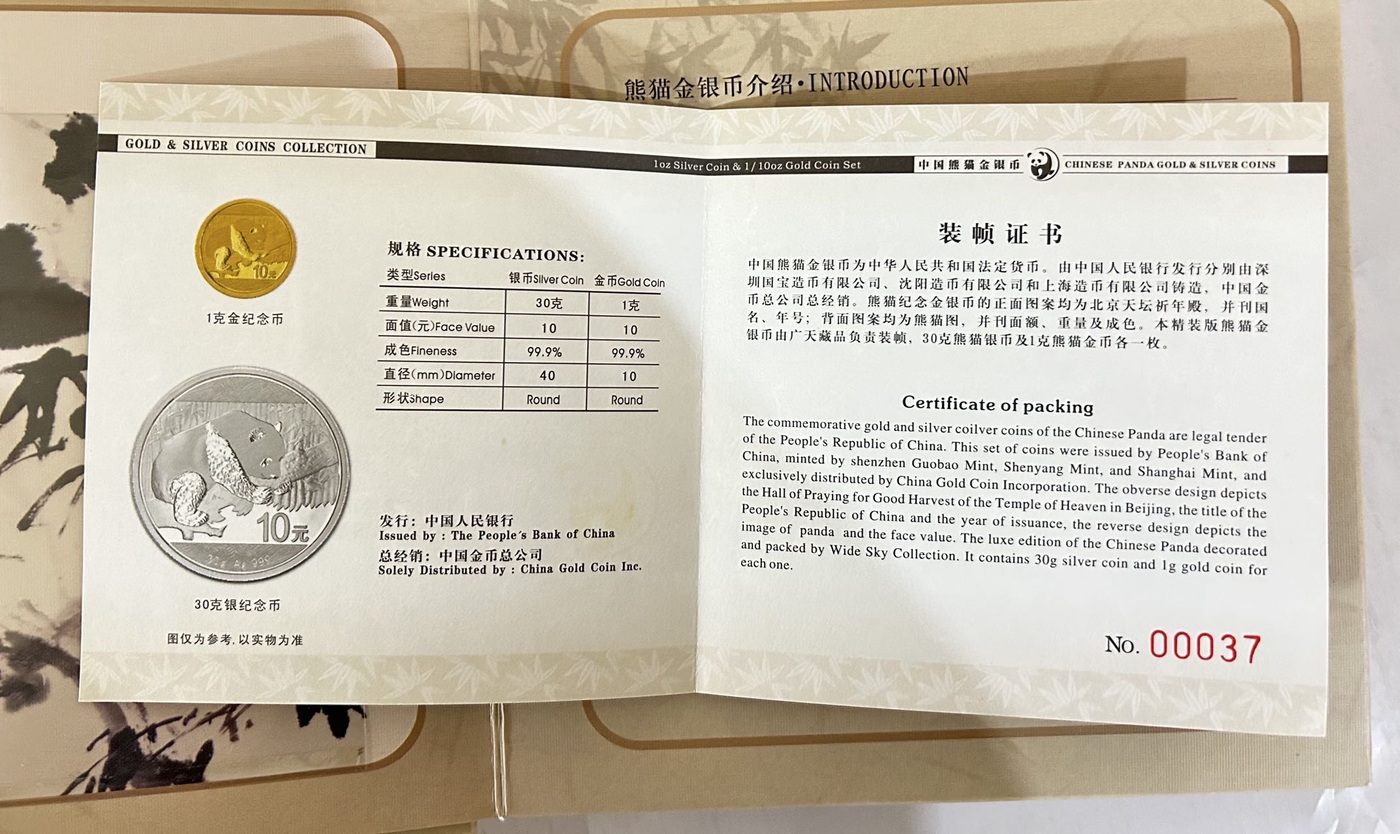 熊猫金银币介绍·INTRODUCTION
GOLD & SILVER COINS COLLECTION
1oz Silver Coin & 1/10oz Gold Coin Set
中国熊猫金银币
CHINESE PANDA GOLD & SILVER COINS
10元
1克金纪念币
10元
30g Ag .999
30克银纪念币
图仅为参考,以实物为准
规格 SPECIFICATIONS:
类型Series 银币Silver Coin 金币Gold Coin
重量Weight 30克 1克
面值(元)Face Value 10 10
成色Fineness 99.9% 99.9%
直径(mm)Diameter 40 10
形状Shape Round Round
发行: 中国人民银行
Issued by : The People's Bank of China
总经销: 中国金币总公司
Solely Distributed by : China Gold Coin Inc.
装帧证书
中国熊猫金银币为中华人民共和国法定货币。由中国人民银行发行分别由深
圳国宝造币有限公司、沈阳造币有限公司和上海造币有限公司铸造,中国金
币总公司总经销。熊猫纪念金银币的正面图案均为北京天坛祈年殿,并刊国
名、年号;背面图案均为熊猫图,并刊面额、重量及成色。本精装版熊猫金
银币由广天藏品负责装帧,30克熊猫银币及1克熊猫金币各一枚。
Certificate of packing
The commemorative gold and silver coilver coins of the Chinese Panda are legal tender
of the People's Republic of China. This set of coins were issued by People's Bank of
China, minted by shenzhen Guobao Mint, Shenyang Mint, and Shanghai Mint, and
exclusively distributed by China Gold Coin Incorporation. The obverse design depicts
the Hall of Praying for Good Harvest of the Temple of Heaven in Beijing, the title of the
People's Republic of China and the year of issuance, the reverse design depicts the
image of panda and the face value. The luxe edition of the Chinese Panda decorated
and packed by Wide Sky Collection. It contains 30g silver coin and 1g gold coin for
each one.
No. 00037